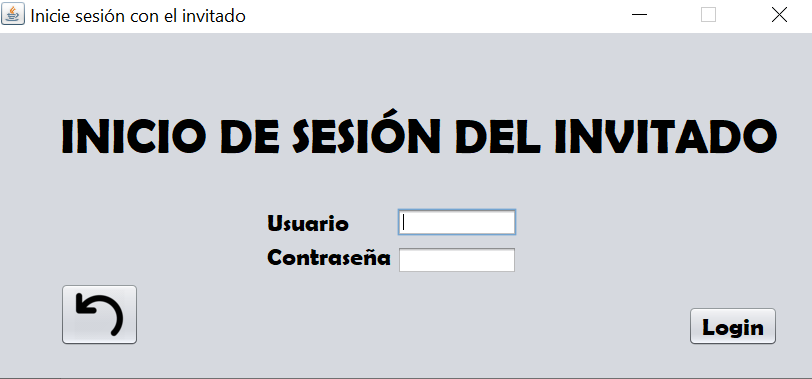 Inicie sesión con el invitado
INICIO DE SESIÓN DEL INVITADO
Usuario
Contraseña
Login